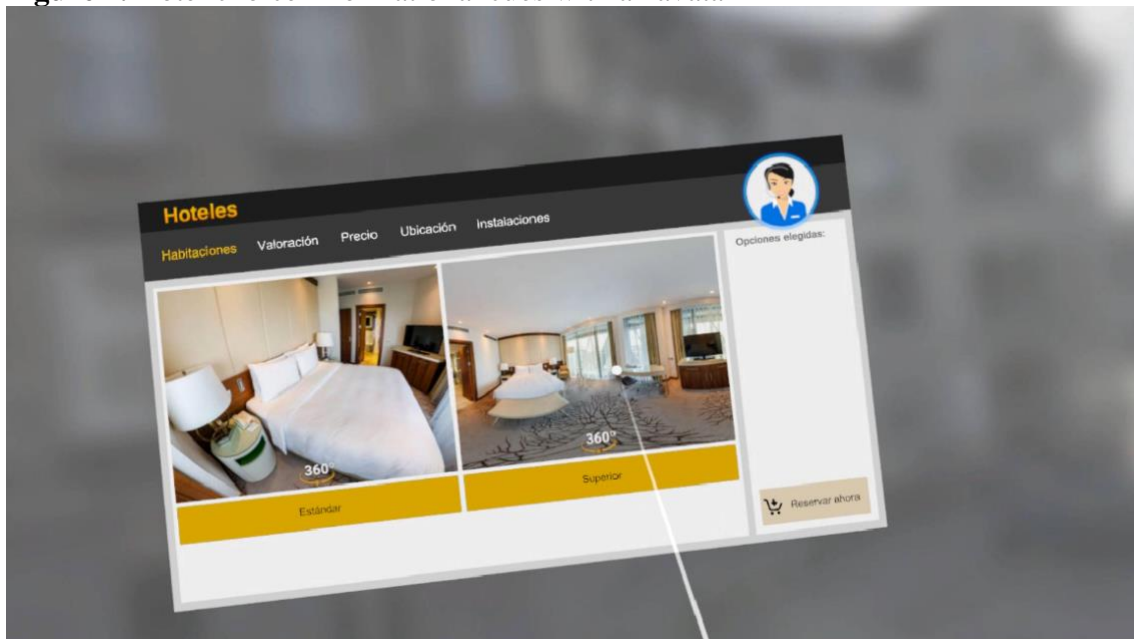 Hoteles
Habitaciones Valoración Precio Ubicación Instalaciones
Opciones elegidas:
360°
360°
Estándar
Superior
Reservar ahora